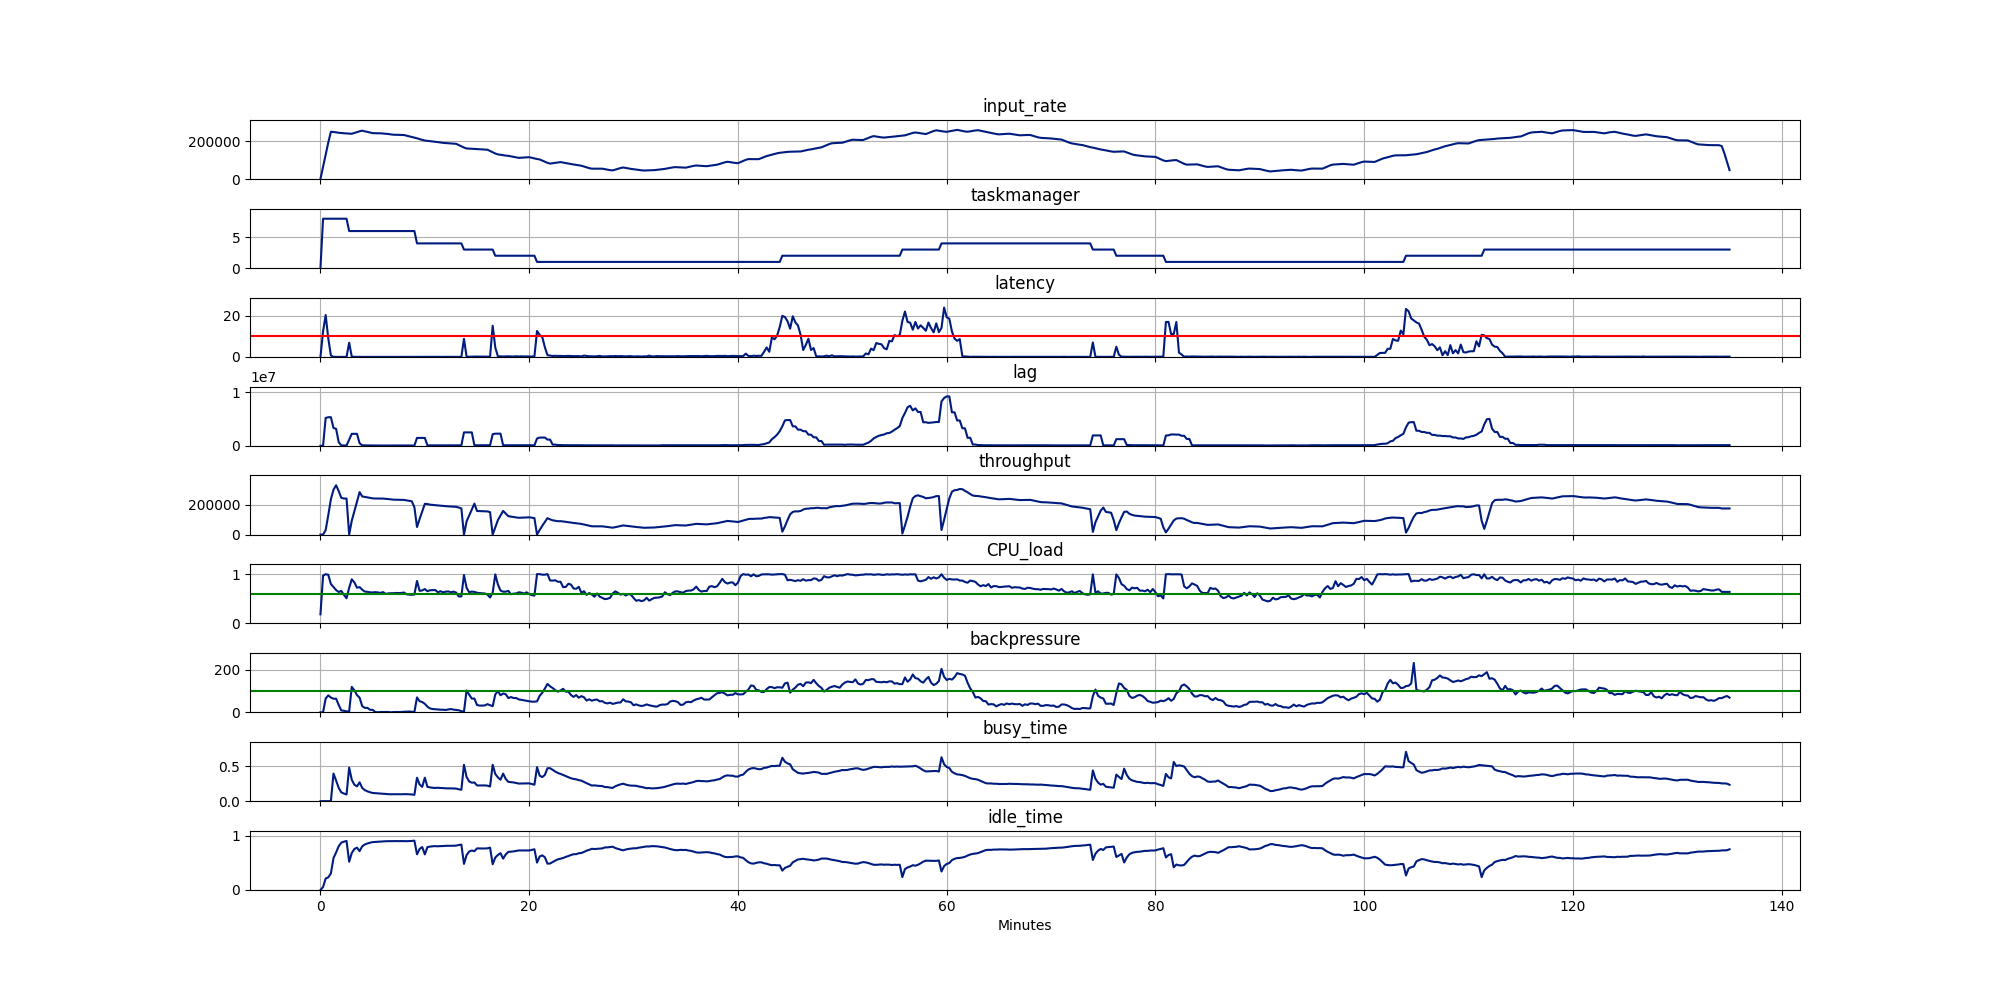 input_rate
200000
0
taskmanager
5
0
latency
20
0
1e7
lag
1
0
throughput
200000
0
CPU_load
1
0
backpressure
200
0
busy_time
0.5
0.0
idle_time
1
0
0 20 40 60 80 100 120 140
Minutes